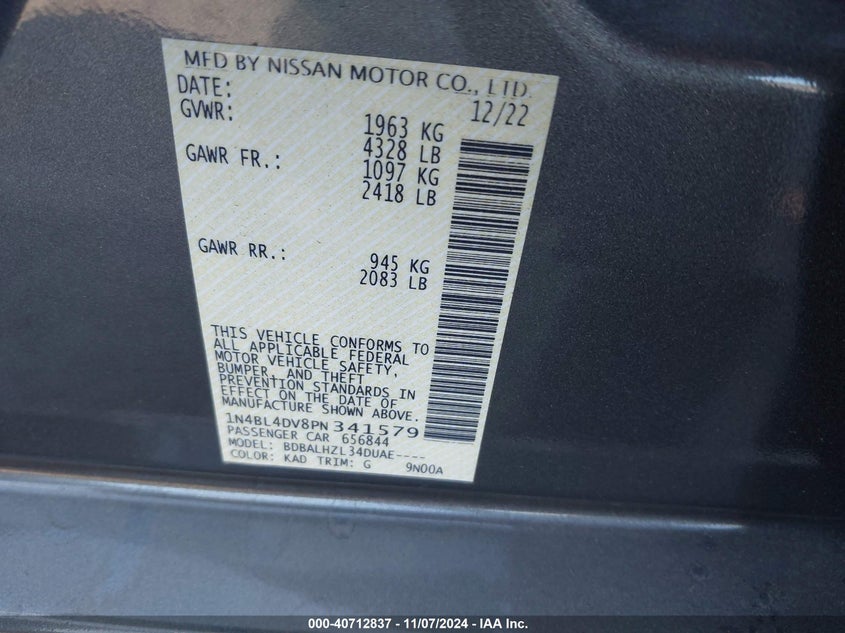 MFD BY NISSAN MOTOR CO., LTD.
DATE: 12/22
GVWR: 1963 KG
4328 LB
GAWR FR.: 1097 KG
2418 LB
GAWR RR.: 945 KG
2083 LB
THIS VEHICLE CONFORMS TO
ALL APPLICABLE FEDERAL
MOTOR VEHICLE SAFETY,
BUMPER, AND THEFT
PREVENTION STANDARDS IN
EFFECT ON THE DATE OF
MANUFACTURE SHOWN ABOVE.
1N4BL4DV8PN341579
PASSENGER CAR 656844
MODEL: BDBALHZL34DUAE----
COLOR: KAD TRIM: G 9N00A
000-40712837 - 11/07/2024 - IAA Inc.